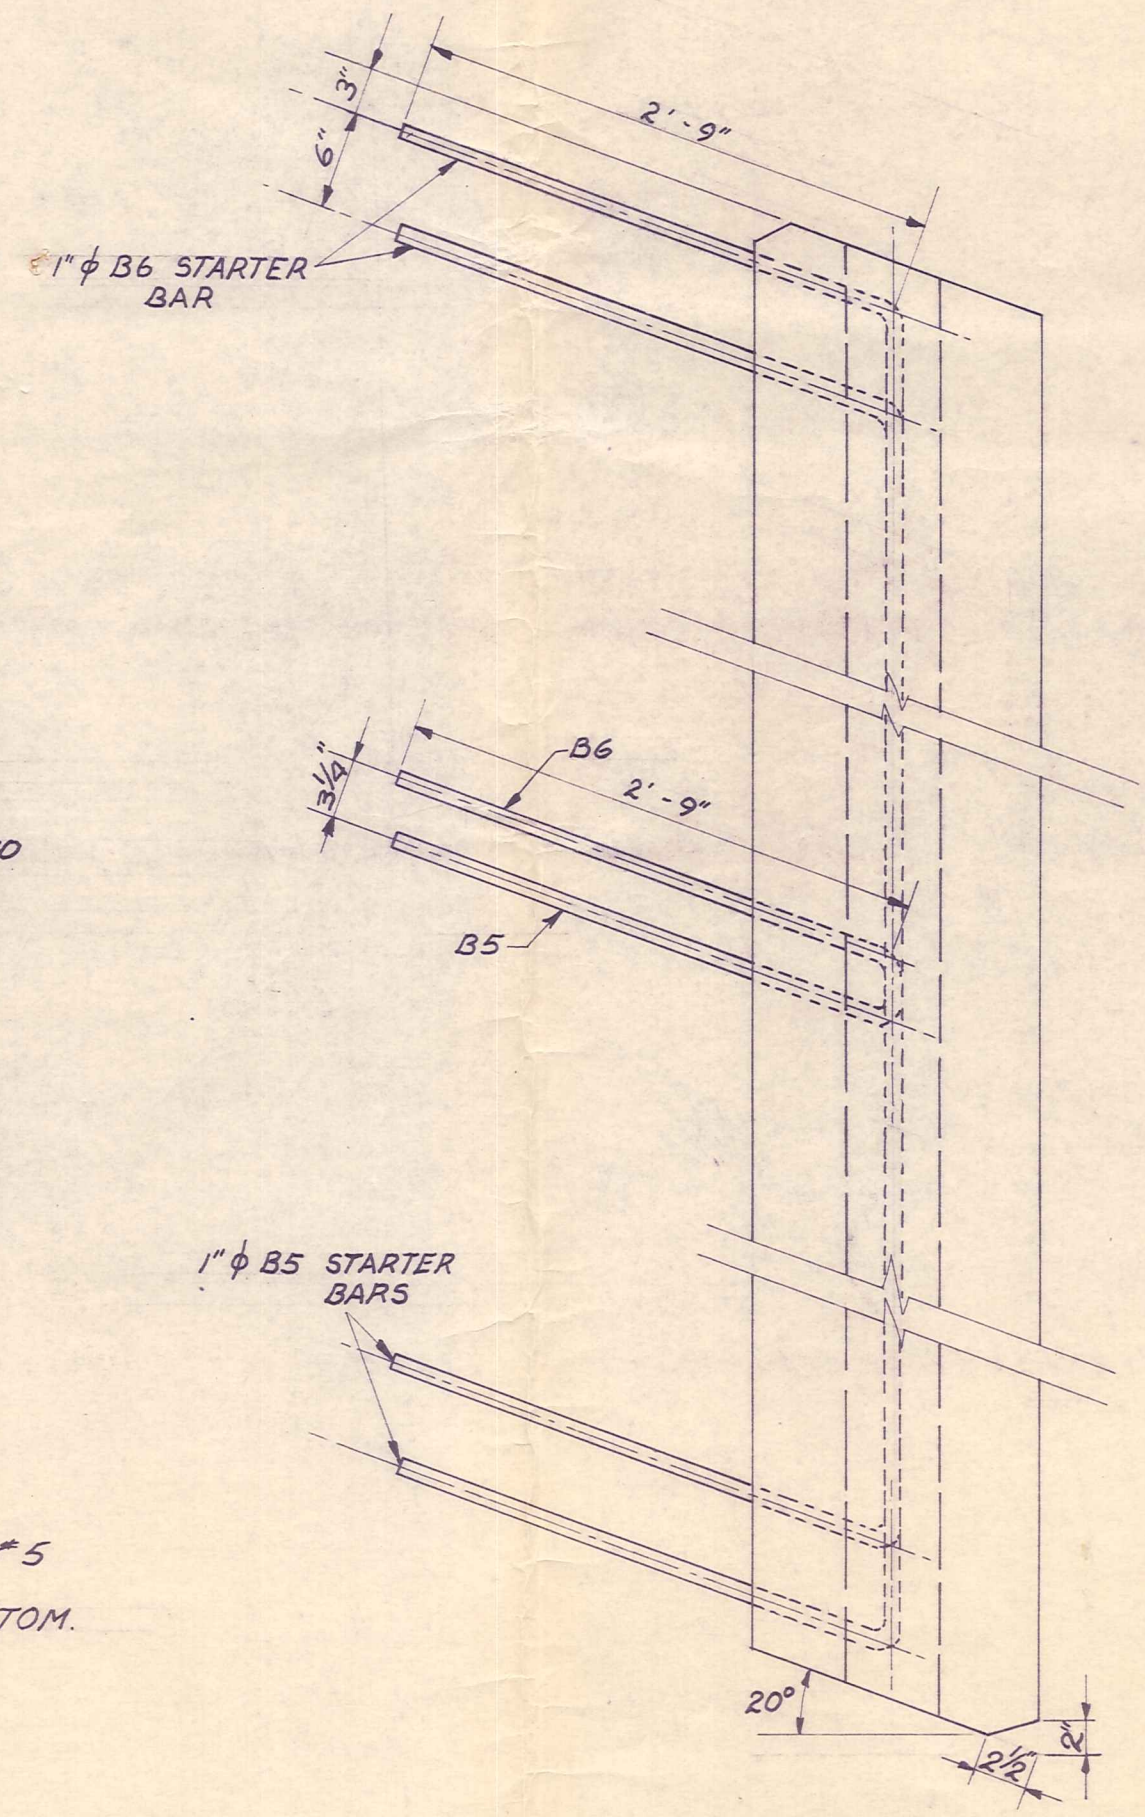 3"
2'-9"
6"
1" ϕ B6 STARTER
BAR
B6
3¼"
2'-9"
B5
1" ϕ B5 STARTER
BARS
#5
TOM.
20°
2"
2½"